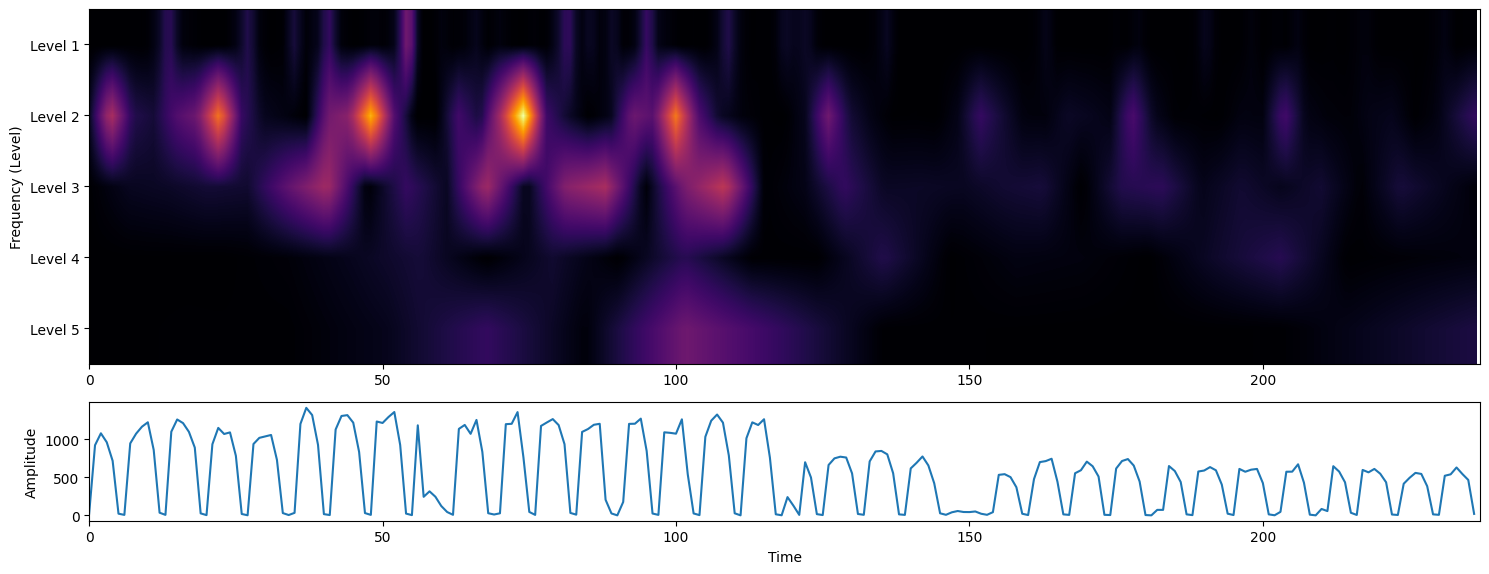 Frequency (Level)
Level 1
Level 2
Level 3
Level 4
Level 5
0 50 100 150 200
Amplitude
1000
500
0
0 50 100 150 200
Time